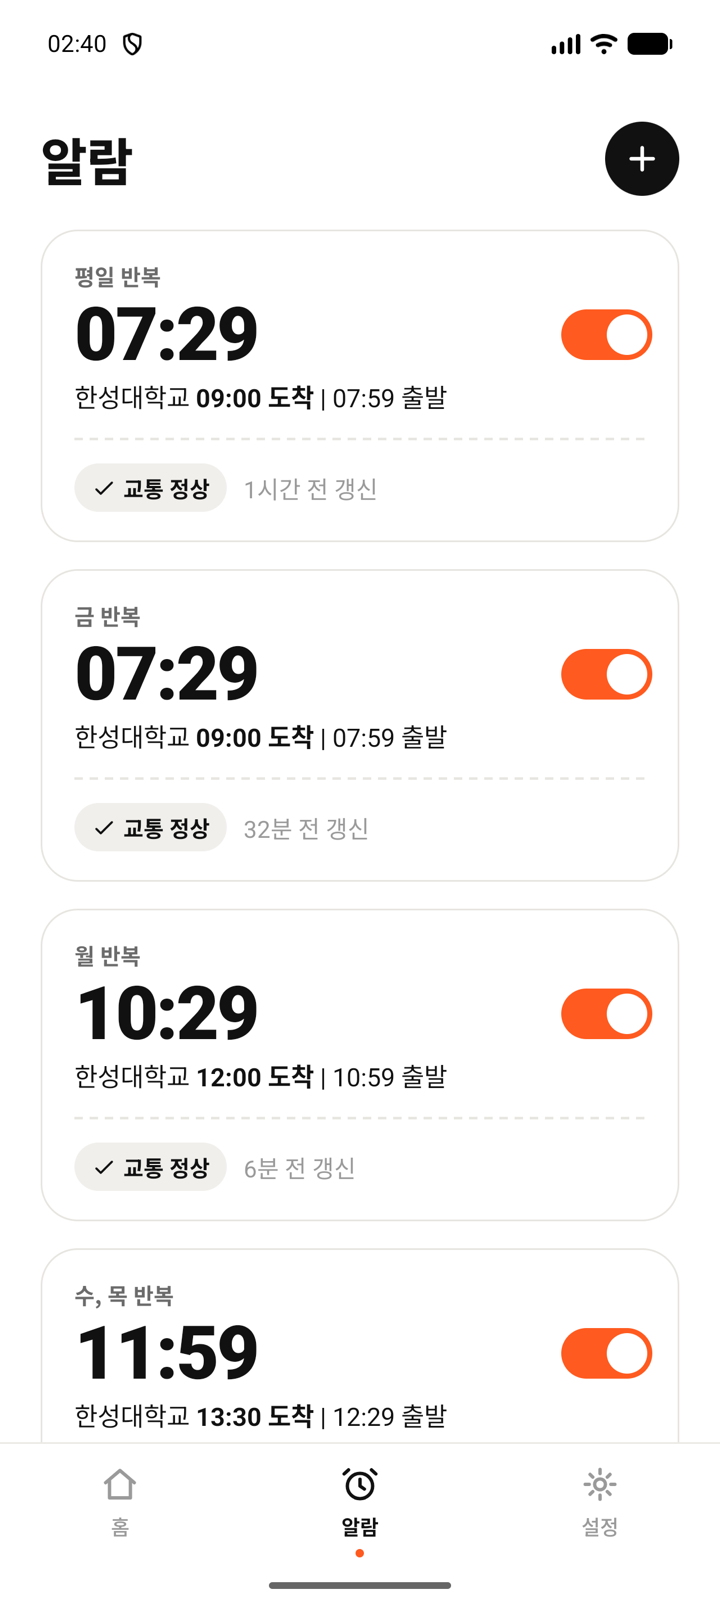 02:40
알람
평일 반복
07:29
한성대학교 09:00 도착 | 07:59 출발
교통 정상 1시간 전 갱신
금 반복
07:29
한성대학교 09:00 도착 | 07:59 출발
교통 정상 32분 전 갱신
월 반복
10:29
한성대학교 12:00 도착 | 10:59 출발
교통 정상 6분 전 갱신
수, 목 반복
11:59
한성대학교 13:30 도착 | 12:29 출발
홈 알람 설정